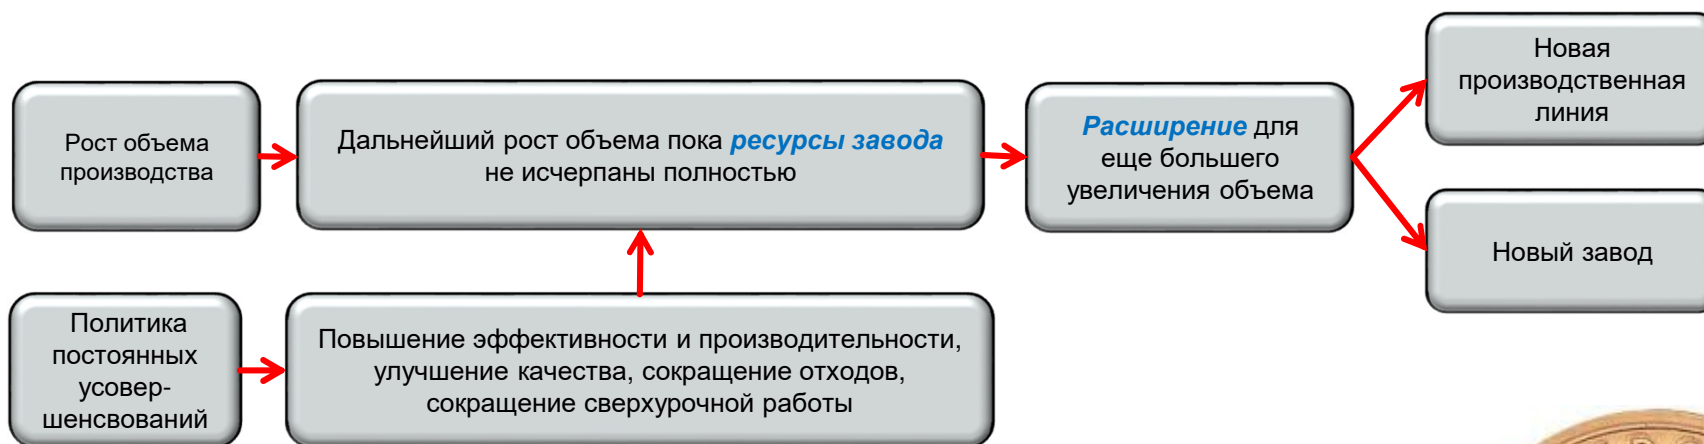 Рост объема
производства
Дальнейший рост объема пока ресурсы завода
не исчерпаны полностью
Расширение для
еще большего
увеличения объема
Новая
производственная
линия
Новый завод
Политика
постоянных
усовер-
шенсвований
Повышение эффективности и производительности,
улучшение качества, сокращение отходов,
сокращение сверхурочной работы